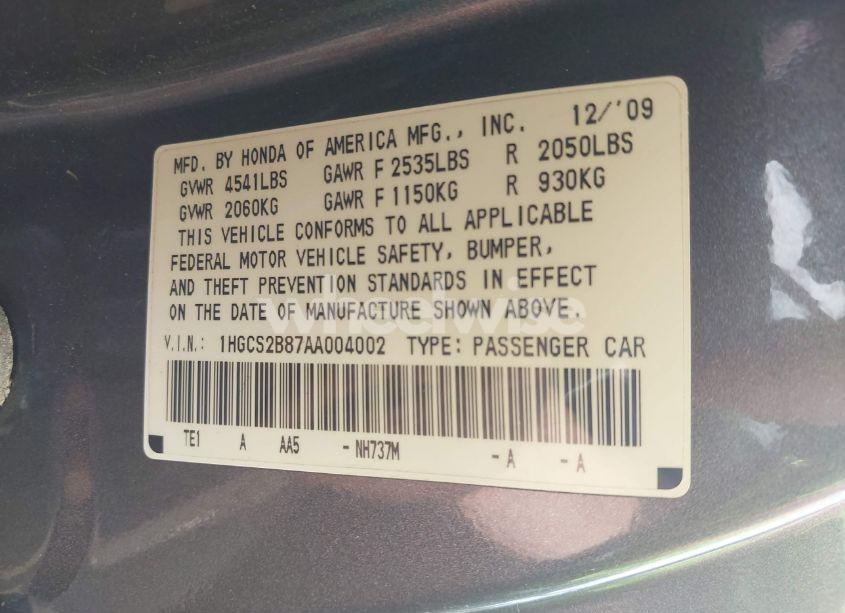 MFD. BY HONDA OF AMERICA MFG., INC. 12/'09
GVWR 4541LBS GAWR F 2535LBS R 2050LBS
GVWR 2060KG GAWR F 1150KG R 930KG
THIS VEHICLE CONFORMS TO ALL APPLICABLE
FEDERAL MOTOR VEHICLE SAFETY, BUMPER,
AND THEFT PREVENTION STANDARDS IN EFFECT
ON THE DATE OF MANUFACTURE SHOWN ABOVE.
wheelwise
V.I.N.: 1HGCS2B87AA004002 TYPE: PASSENGER CAR
TE1 A AA5 - NH737M - A - A